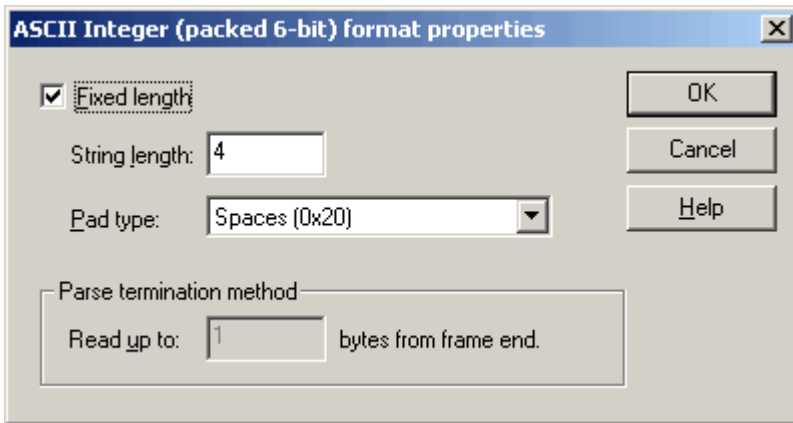 ASCII Integer (packed 6-bit) format properties
Fixed length
OK
String length: 4
Cancel
Pad type: Spaces (0x20)
Help
Parse termination method
Read up to: 1 bytes from frame end.